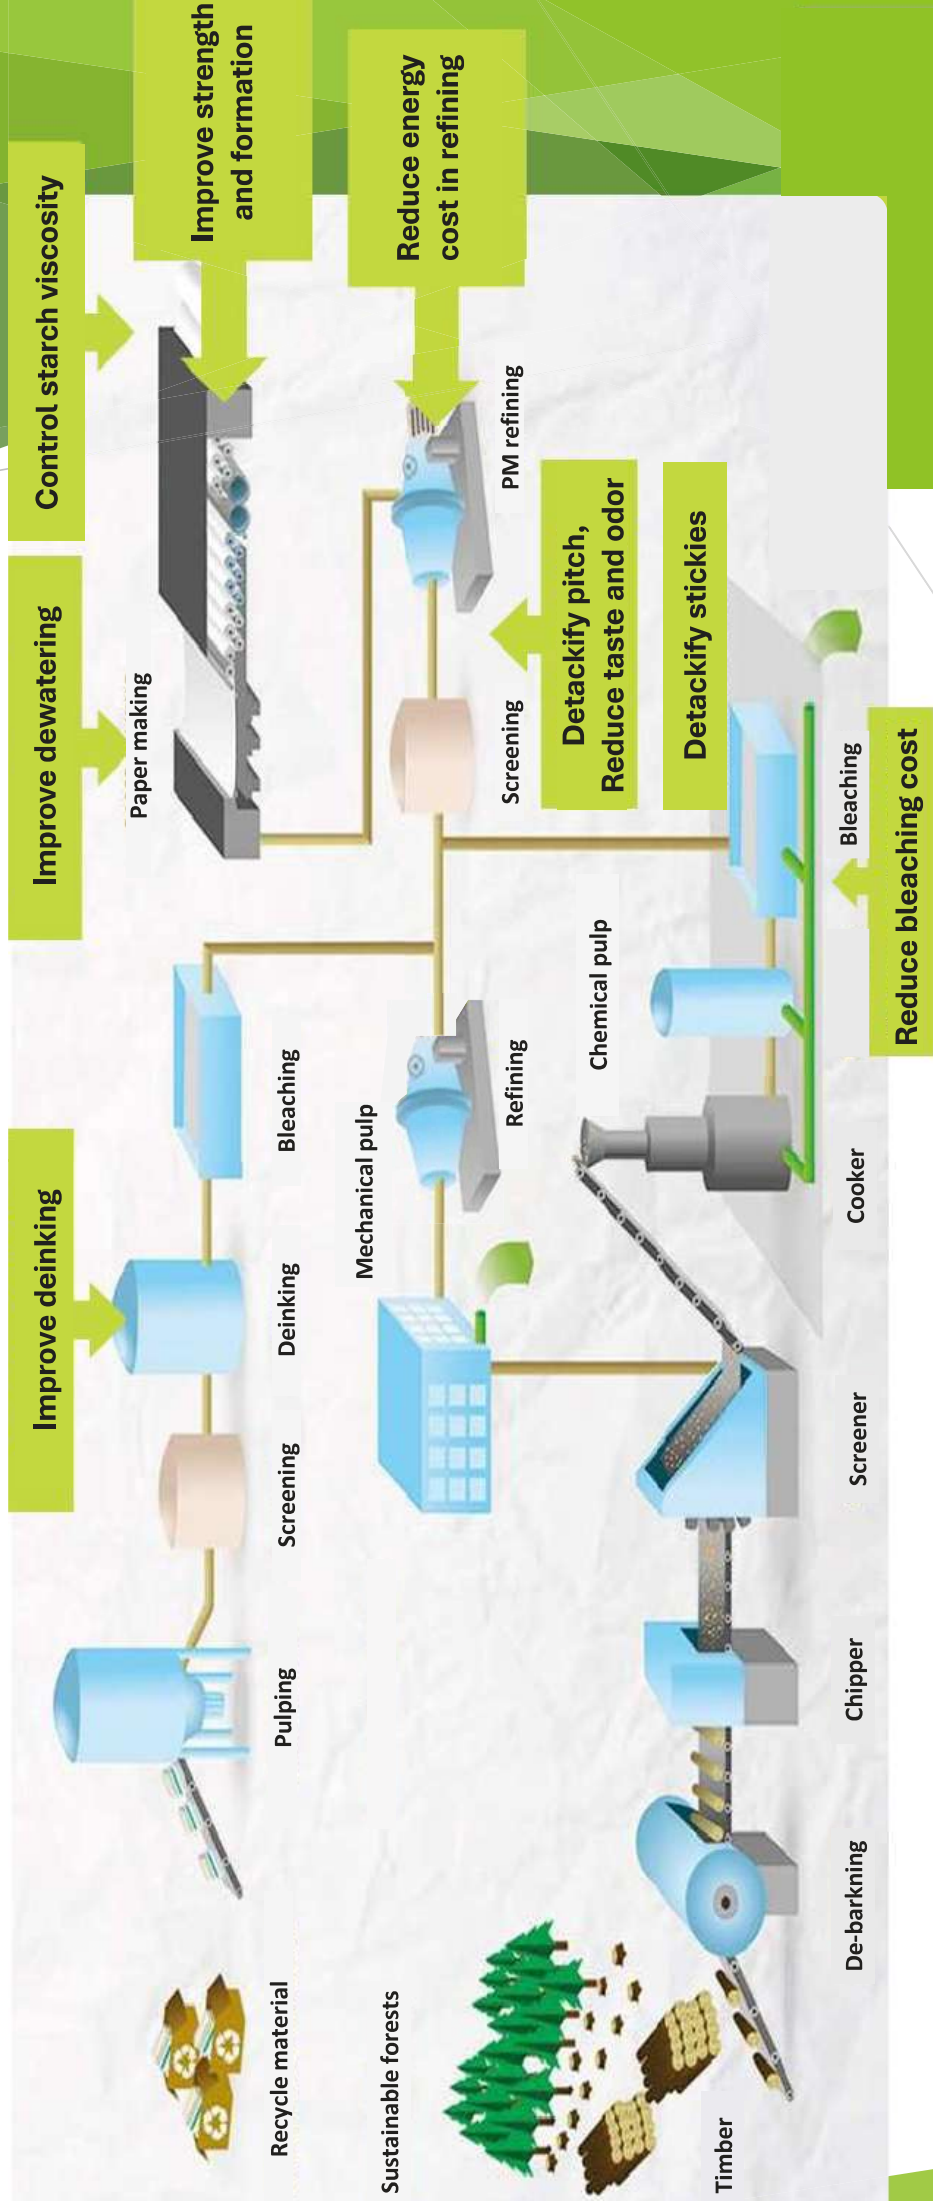 Improve deinking
Improve dewatering
Control starch viscosity
Improve strength
and formation
Paper making
Reduce energy
cost in refining
Recycle material
Pulping
Screening
Deinking
Bleaching
Mechanical pulp
Sustainable forests
Refining
Screening
PM refining
Detackify pitch,
Reduce taste and odor
Chemical pulp
Detackify stickies
Timber
De-barkning
Chipper
Screener
Cooker
Bleaching
Reduce bleaching cost